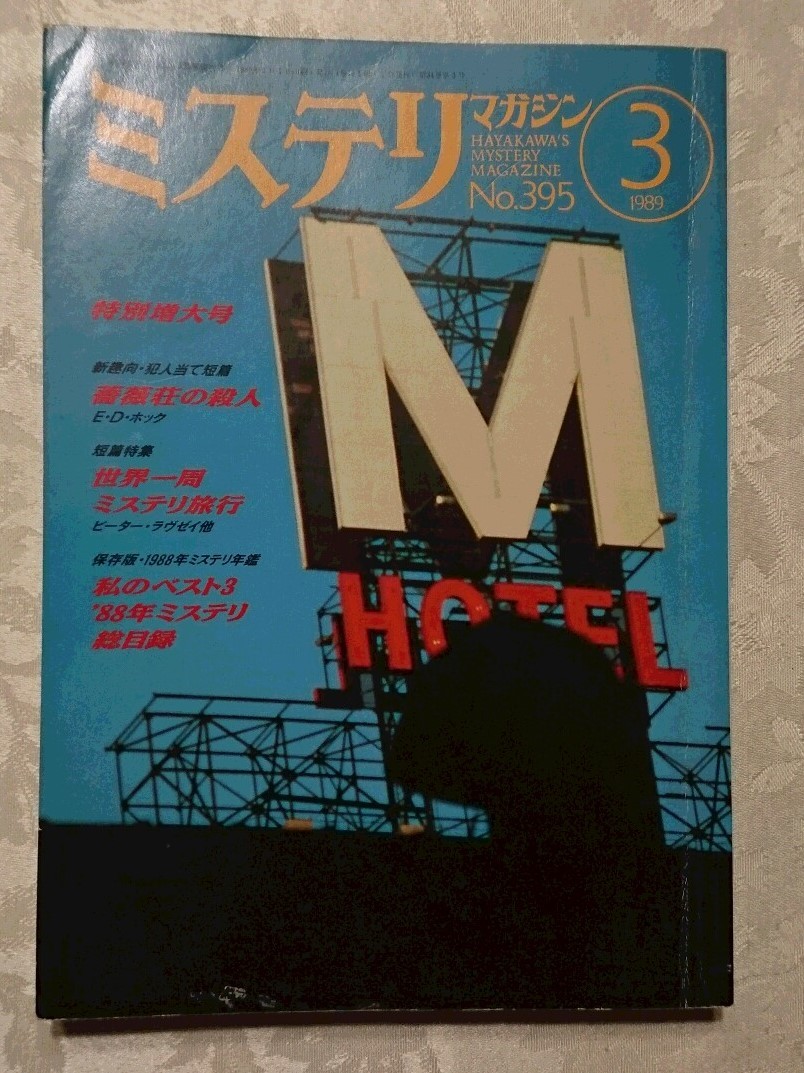 ミステリマガジン
HAYAKAWA'S
MYSTERY
MAGAZINE
No.395
3
1989
特別増大号
新趣向・犯人当て短篇
薔薇荘の殺人
E・D・ホック
短篇特集
世界一周
ミステリ旅行
ピーター・ラヴゼイ他
保存版・1988年ミステリ年鑑
私のベスト3
'88年ミステリ
総目録
M
HOTEL